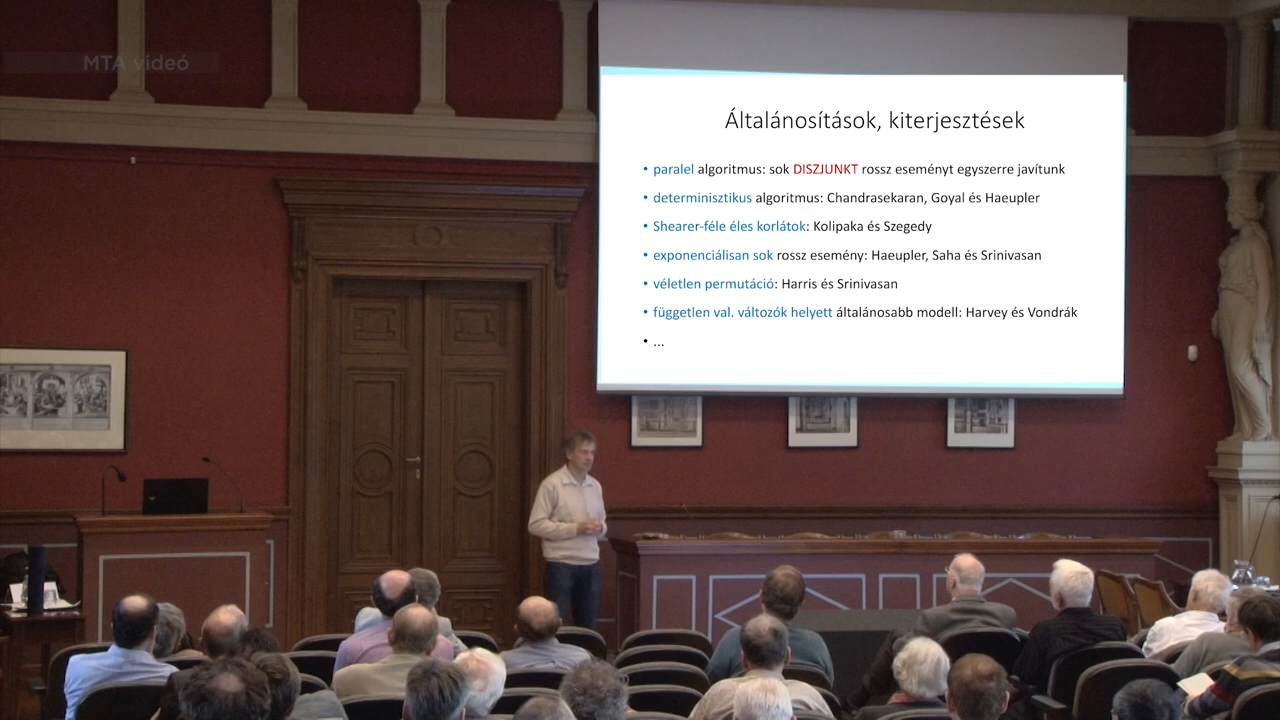 MTA videó
Általánosítások, kiterjesztések
• paralel algoritmus: sok DISZJUNKT rossz eseményt egyszerre javítunk
• determinisztikus algoritmus: Chandrasekaran, Goyal és Haeupler
• Shearer-féle éles korlátok: Kolipaka és Szegedy
• exponenciálisan sok rossz esemény: Haeupler, Saha és Srinivasan
• véletlen permutáció: Harris és Srinivasan
• független val. változók helyett általánosabb modell: Harvey és Vondrák
• ...